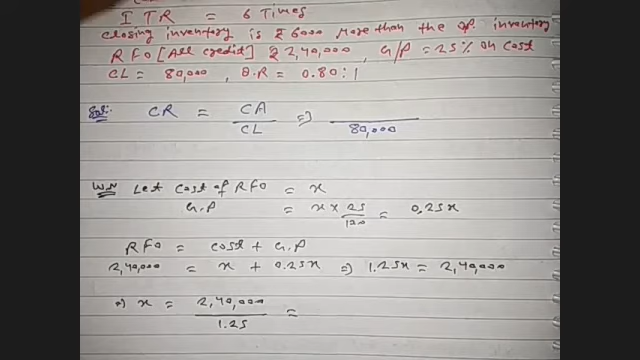 ITR = 6 Times
closing inventory is ₹ 6000 more than the op. inventory
RFO [All credit] ₹ 2,40,000, G/P = 25% on cost
CL = 80,000, Q.R = 0.80:1
Sol: CR = CA/CL ⇒ /80,000
W.N Let Cost of RFO = x
G.P = x × 25/100 = 0.25x
RFO = cost + G.P
2,40,000 = x + 0.25x ⇒ 1.25x = 2,40,000
⇒ x = 2,40,000/1.25 =